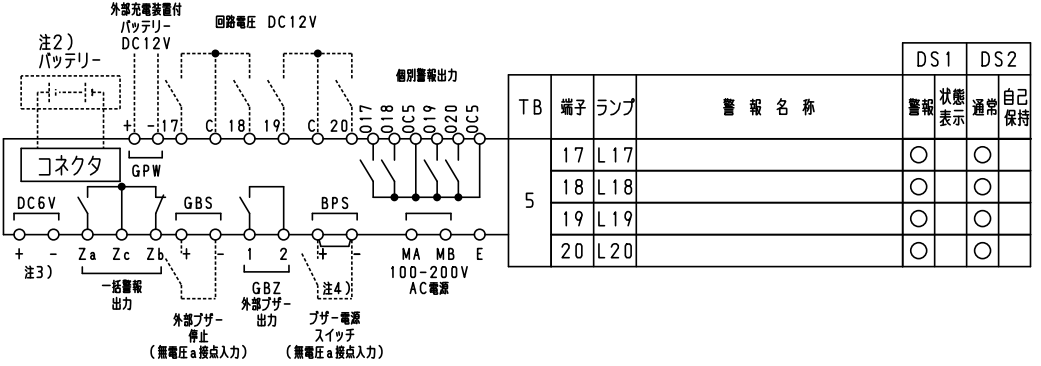 外部充電装置付
バッテリー
DC12V
回路電圧 DC12V
注2)
バッテリー
個別警報出力
+ - 17 C 18 19 C 20 O17 O18 OC5 O19 O20 OC5
コネクタ
GPW
DC6V GBS BPS
+ - Za Zc Zb + - 1 2 + - MA MB E
注3)
一括警報
出力
GBZ
外部ブザー
出力
注4)
100-200V
AC電源
外部ブザー
停止
(無電圧a接点入力)
ブザー電源
スイッチ
(無電圧a接点入力)
DS1 DS2
TB 端子 ランプ 警報名称 警報 状態表示 通常 自己保持
5
17 L17 ○ ○
18 L18 ○ ○
19 L19 ○ ○
20 L20 ○ ○